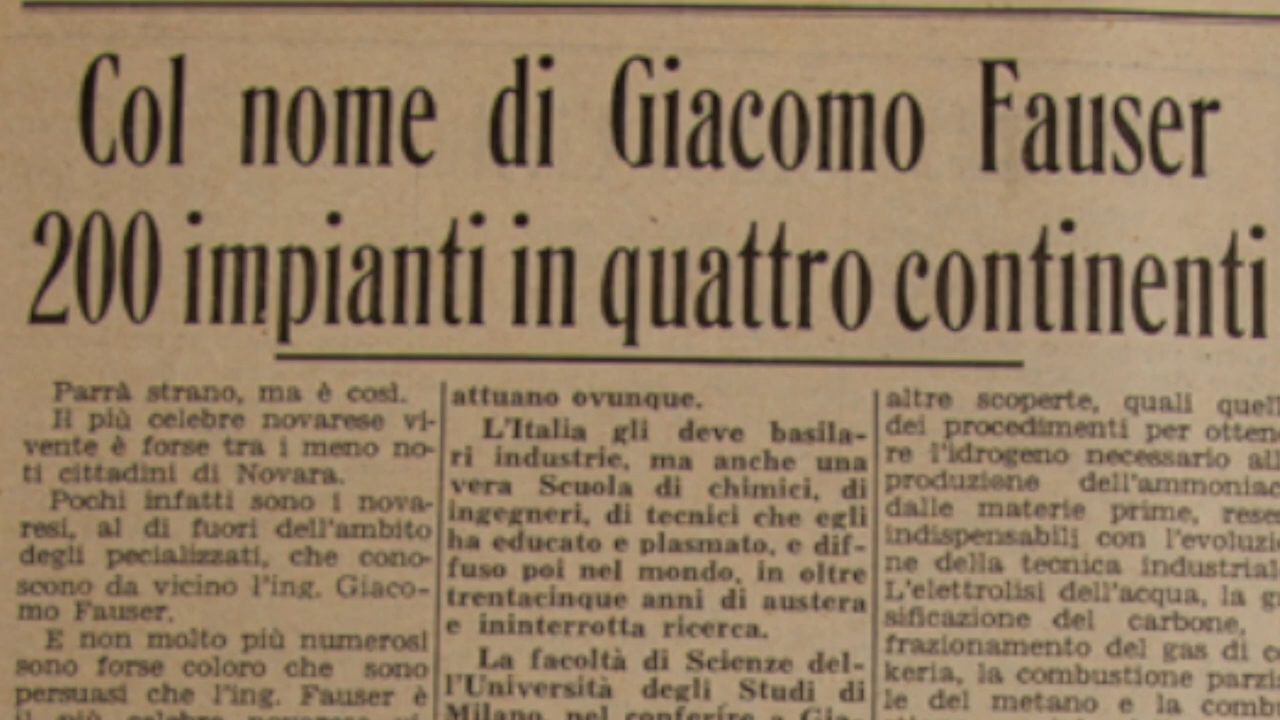 Col nome di Giacomo Fauser
200 impianti in quattro continenti
Parrà strano, ma è così.
Il più celebre novarese vi-
vente è forse tra i meno no-
ti cittadini di Novara.
Pochi infatti sono i nova-
resi, al di fuori dell'ambito
degli pecializzati, che cono-
scono da vicino l'ing. Giaco-
mo Fauser.
E non molto più numerosi
sono forse coloro che sono
persuasi che l'ing. Fauser è
il più celebre novarese vi-
attuano ovunque.
L'Italia gli deve basila-
ri industrie, ma anche una
vera Scuola di chimici, di
ingegneri, di tecnici che egli
ha educato e plasmato, e dif-
fuso poi nel mondo, in oltre
trentacinque anni di austera
e ininterrotta ricerca.
La facoltà di Scienze del-
l'Università degli Studi di
Milano, nel conferire a Gia-
altre scoperte, quali quell
dei procedimenti per otten
re l'idrogeno necessario all
produzione dell'ammoniac
dalle materie prime, rese
indispensabili con l'evoluzi
ne della tecnica industrial
L'elettrolisi dell'acqua, la g
sificazione del carbone,
frazionamento del gas di c
keria, la combustione parzi
le del metano e la comb